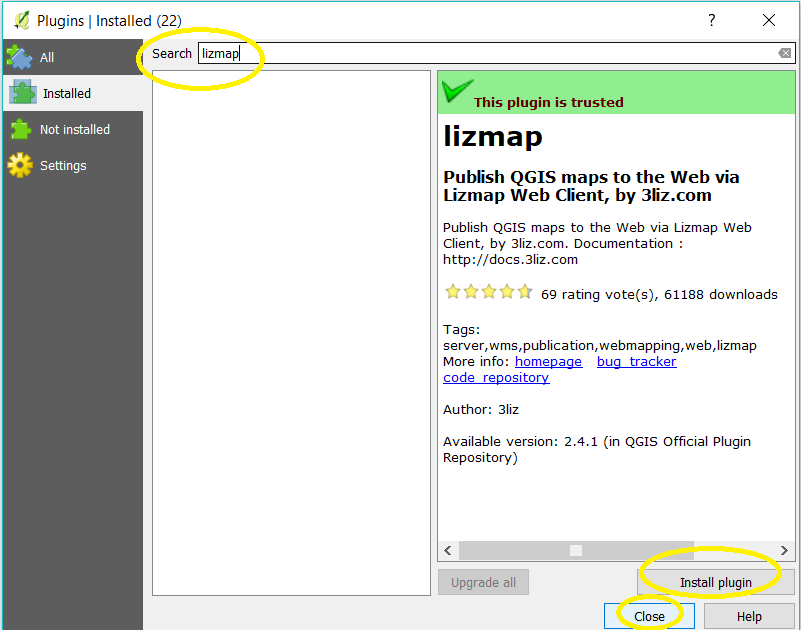 Plugins | Installed (22)
?
All
Installed
Not installed
Settings
Search lizmap
This plugin is trusted
lizmap
Publish QGIS maps to the Web via
Lizmap Web Client, by 3liz.com
Publish QGIS maps to the Web via Lizmap Web
Client, by 3liz.com. Documentation :
http://docs.3liz.com
69 rating vote(s), 61188 downloads
Tags:
server,wms,publication,webmapping,web,lizmap
More info: homepage bug_tracker
code_repository
Author: 3liz
Available version: 2.4.1 (in QGIS Official Plugin
Repository)
Upgrade all
Install plugin
Close
Help